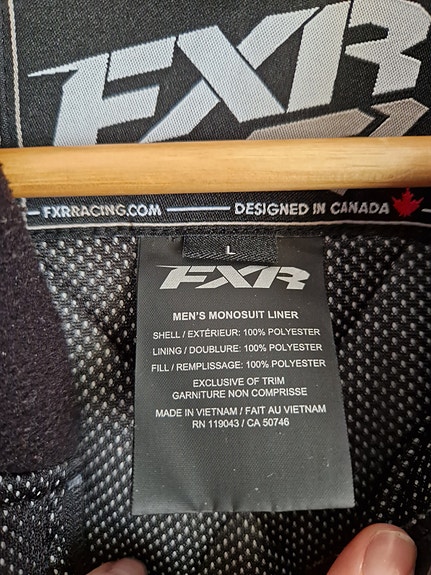 FXR
FXRRACING.COM DESIGNED IN CANADA
L
FXR
MEN'S MONOSUIT LINER
SHELL / EXTÉRIEUR: 100% POLYESTER
LINING / DOUBLURE: 100% POLYESTER
FILL / REMPLISSAGE: 100% POLYESTER
EXCLUSIVE OF TRIM
GARNITURE NON COMPRISE
MADE IN VIETNAM / FAIT AU VIETNAM
RN 119043 / CA 50746